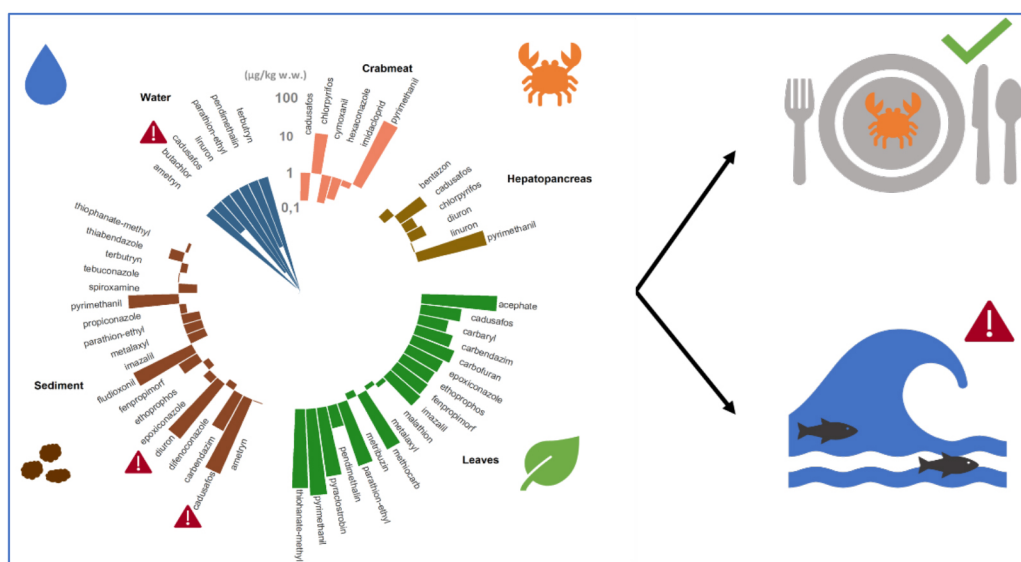 (µg/kg w.w.)
100
10
1
0,1
Water
ametryn
butachlor
cadusafos
linuron
parathion-ethyl
pendimethalin
terbutryn
Crabmeat
cadusafos
chlorpyrifos
cymoxanil
hexaconazole
imidacloprid
pyrimethanil
Hepatopancreas
bentazon
cadusafos
chlorpyrifos
diuron
linuron
pyrimethanil
Leaves
acephate
cadusafos
carbaryl
carbendazim
carbofuran
epoxiconazole
ethoprophos
fenpropimorf
imazalil
malathion
metalaxyl
methiocarb
metribuzin
parathion-ethyl
pendimethalin
pyraclostrobin
pyrimethanil
thiohanate-methyl
Sediment
ametryn
cadusafos
carbendazim
difenoconazole
diuron
epoxiconazole
ethoprophos
fenpropimorf
fludioxonil
imazalil
metalaxyl
parathion-ethyl
propiconazole
pyrimethanil
spiroxamine
tebuconazole
terbutryn
thiabendazole
thiophanate-methyl